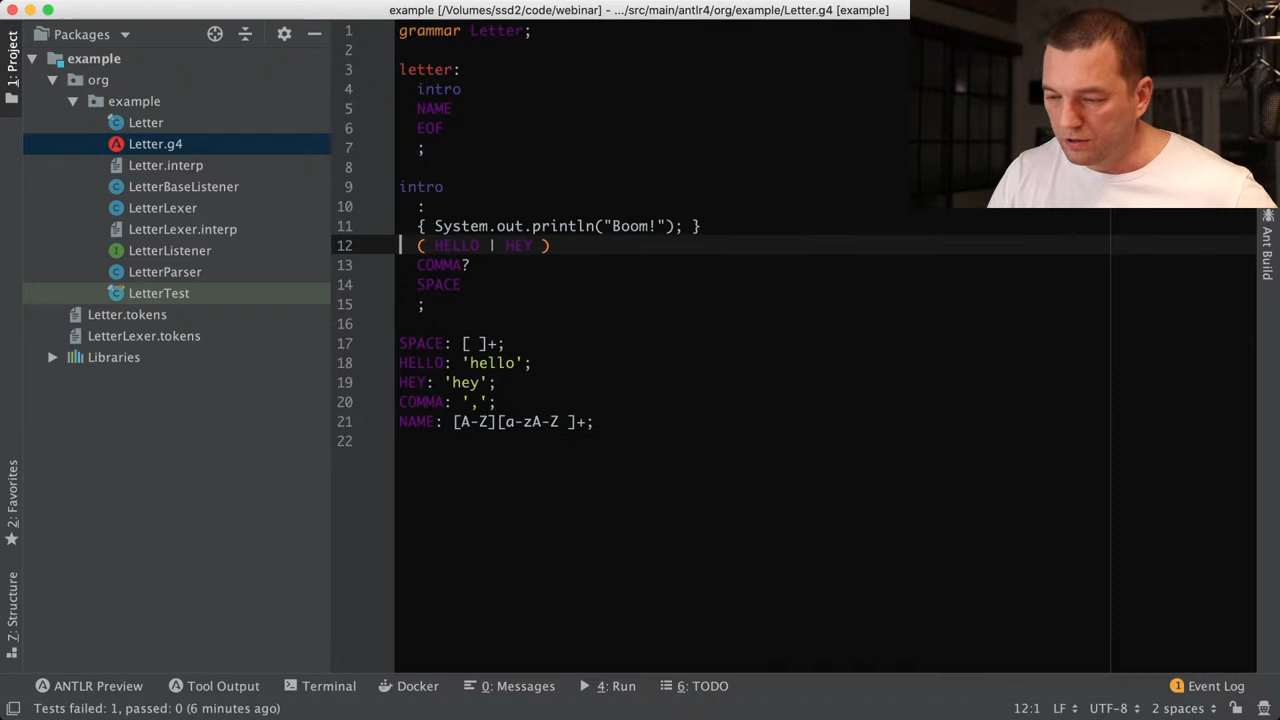 example [/Volumes/ssd2/code/webinar] - .../src/main/antlr4/org/example/Letter.g4 [example]
1: Project
Packages
example
org
example
Letter
Letter.g4
Letter.interp
LetterBaseListener
LetterLexer
LetterLexer.interp
LetterListener
LetterParser
LetterTest
Letter.tokens
LetterLexer.tokens
Libraries
2: Favorites
7: Structure
1 grammar Letter;
2
3 letter:
4 intro
5 NAME
6 EOF
7 ;
8
9 intro
10 :
11 { System.out.println("Boom!"); }
12 ( HELLO | HEY )
13 COMMA?
14 SPACE
15 ;
16
17 SPACE: [ ]+;
18 HELLO: 'hello';
19 HEY: 'hey';
20 COMMA: ',';
21 NAME: [A-Z][a-zA-Z ]+;
22
Ant Build
ANTLR Preview
Tool Output
Terminal
Docker
0: Messages
4: Run
6: TODO
1 Event Log
Tests failed: 1, passed: 0 (6 minutes ago)
12:1 LF UTF-8 2 spaces